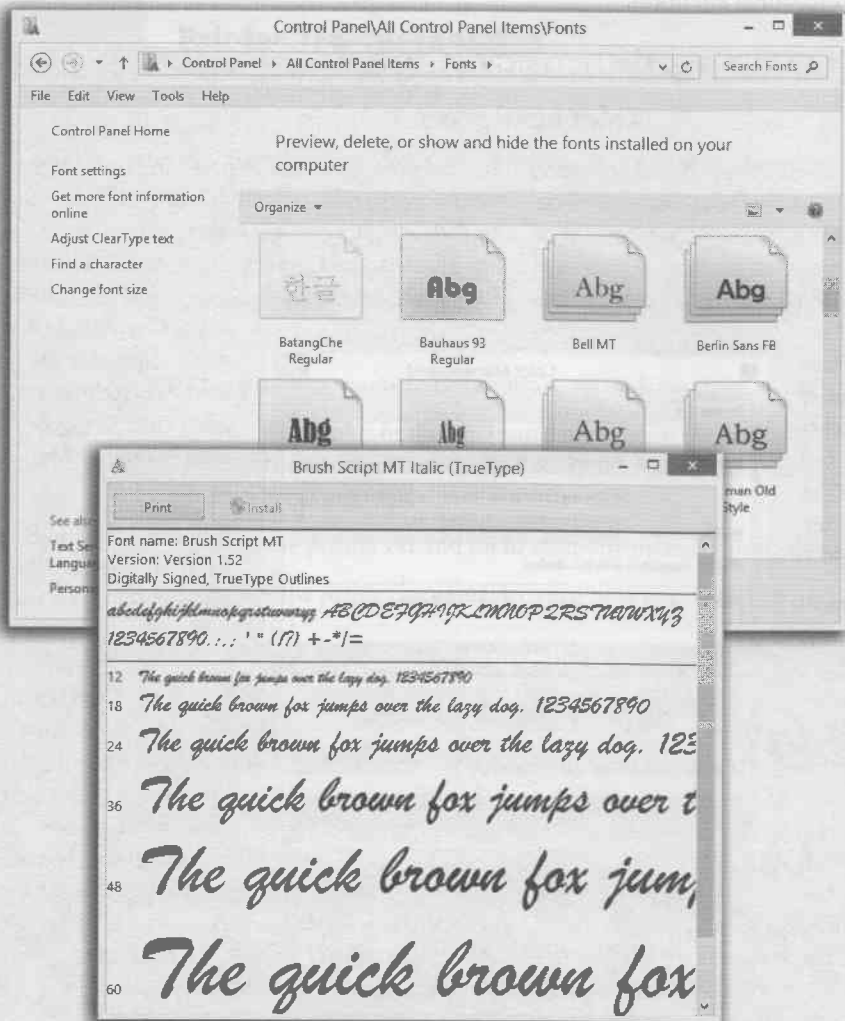 Control Panel\All Control Panel Items\Fonts
Control Panel All Control Panel Items Fonts
Search Fonts
File Edit View Tools Help
Control Panel Home
Font settings
Get more font information
online
Adjust ClearType text
Find a character
Change font size
Preview, delete, or show and hide the fonts installed on your
computer
Organize
한글 Abg Abg Abg
BatangChe
Regular
Bauhaus 93
Regular
Bell MT
Berlin Sans FB
Abg Abg Abg Abg
man Old
Style
See also
Text Se
Langua
Person
Brush Script MT Italic (TrueType)
Print Install
Font name: Brush Script MT
Version: Version 1.52
Digitally Signed, TrueType Outlines
abcdefghijklmnopqrstuvwxyz ABCDEFGHIJKLMNOPQRSTUVWXYZ
1234567890.:,; ' " (!?) +-*/=
12 The quick brown fox jumps over the lazy dog. 1234567890
18 The quick brown fox jumps over the lazy dog. 1234567890
24 The quick brown fox jumps over the lazy dog. 123
36 The quick brown fox jumps over t
48 The quick brown fox jum
60 The quick brown fox